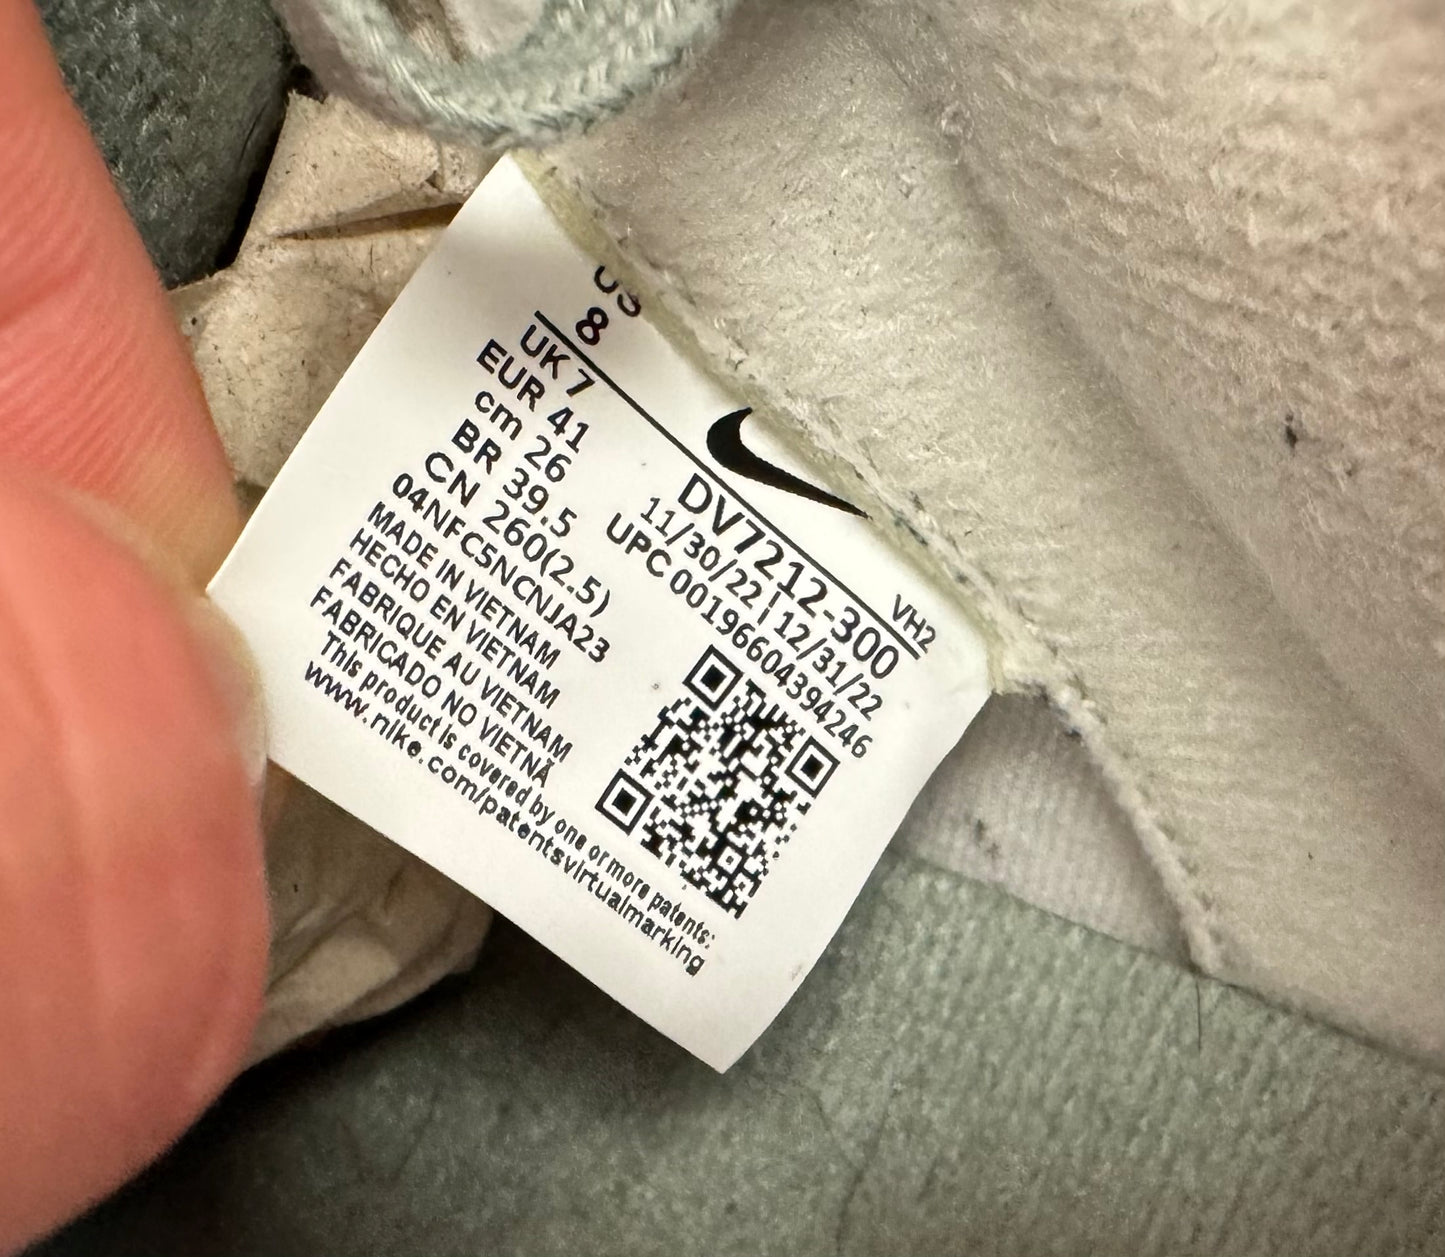 US
8
UK 7
EUR 41
cm 26
BR 39.5
CN 260(2.5)
04NFC5NCNJA23
MADE IN VIETNAM
HECHO EN VIETNAM
FABRIQUE AU VIETNAM
FABRICADO NO VIETNÃ
This product is covered by one or more patents:
www.nike.com/patentsvirtualmarking
VH2
DV7212-300
11/30/22 | 12/31/22
UPC 00196604394246